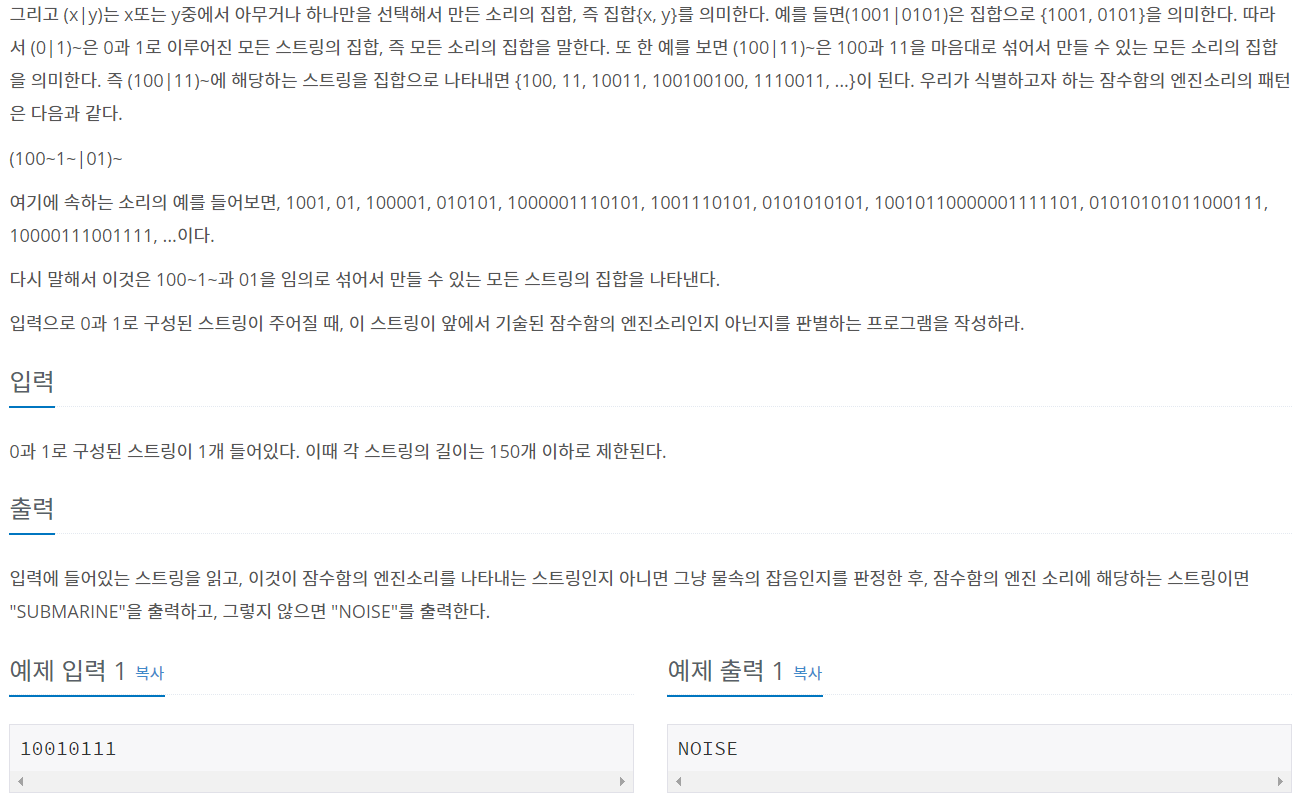 그리고 (x|y)는 x또는 y중에서 아무거나 하나만을 선택해서 만든 소리의 집합, 즉 집합{x, y}를 의미한다. 예를 들면(1001|0101)은 집합으로 {1001, 0101}을 의미한다. 따라
서 (0|1)~은 0과 1로 이루어진 모든 스트링의 집합, 즉 모든 소리의 집합을 말한다. 또 한 예를 보면 (100|11)~은 100과 11을 마음대로 섞어서 만들 수 있는 모든 소리의 집합
을 의미한다. 즉 (100|11)~에 해당하는 스트링을 집합으로 나타내면 {100, 11, 10011, 100100100, 1110011, ...}이 된다. 우리가 식별하고자 하는 잠수함의 엔진소리의 패턴
은 다음과 같다.
(100~1~|01)~
여기에 속하는 소리의 예를 들어보면, 1001, 01, 100001, 010101, 1000001110101, 1001110101, 0101010101, 10010110000001111101, 01010101011000111,
10000111001111, ...이다.
다시 말해서 이것은 100~1~과 01을 임의로 섞어서 만들 수 있는 모든 스트링의 집합을 나타낸다.
입력으로 0과 1로 구성된 스트링이 주어질 때, 이 스트링이 앞에서 기술된 잠수함의 엔진소리인지 아닌지를 판별하는 프로그램을 작성하라.
입력
0과 1로 구성된 스트링이 1개 들어있다. 이때 각 스트링의 길이는 150개 이하로 제한된다.
출력
입력에 들어있는 스트링을 읽고, 이것이 잠수함의 엔진소리를 나타내는 스트링인지 아니면 그냥 물속의 잡음인지를 판정한 후, 잠수함의 엔진 소리에 해당하는 스트링이면
"SUBMARINE"을 출력하고, 그렇지 않으면 "NOISE"를 출력한다.
예제 입력 1 복사
10010111
예제 출력 1 복사
NOISE